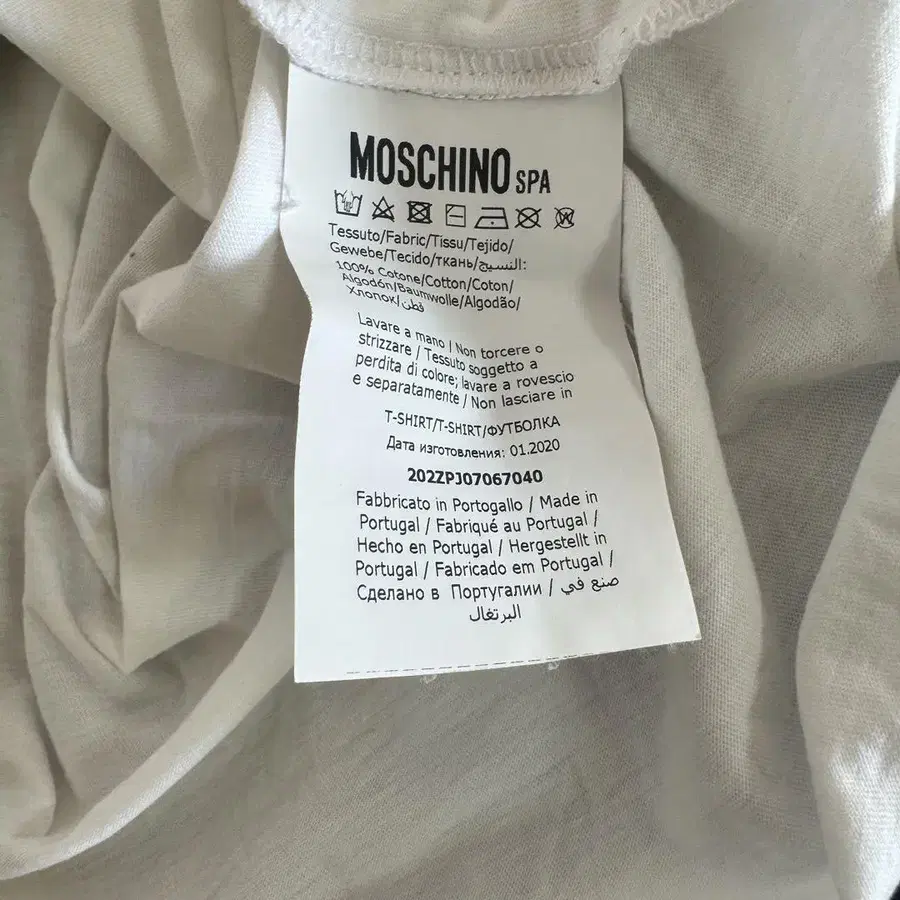 MOSCHINO SPA
Tessuto/Fabric/Tissu/Tejido/
Gewebe/Tecido/ткань/النسيج:
100% Cotone/Cotton/Coton/
Algodón/Baumwolle/Algodão/
Хлопок/قطن
Lavare a mano / Non torcere o
strizzare / Tessuto soggetto a
perdita di colore; lavare a rovescio
e separatamente / Non lasciare in
T-SHIRT/T-SHIRT/ФУТБОЛКА
Дата изготовления: 01.2020
202ZPJ07067040
Fabbricato in Portogallo / Made in
Portugal / Fabriqué au Portugal /
Hecho en Portugal / Hergestellt in
Portugal / Fabricado em Portugal /
Сделано в Португалии / صنع في
البرتغال